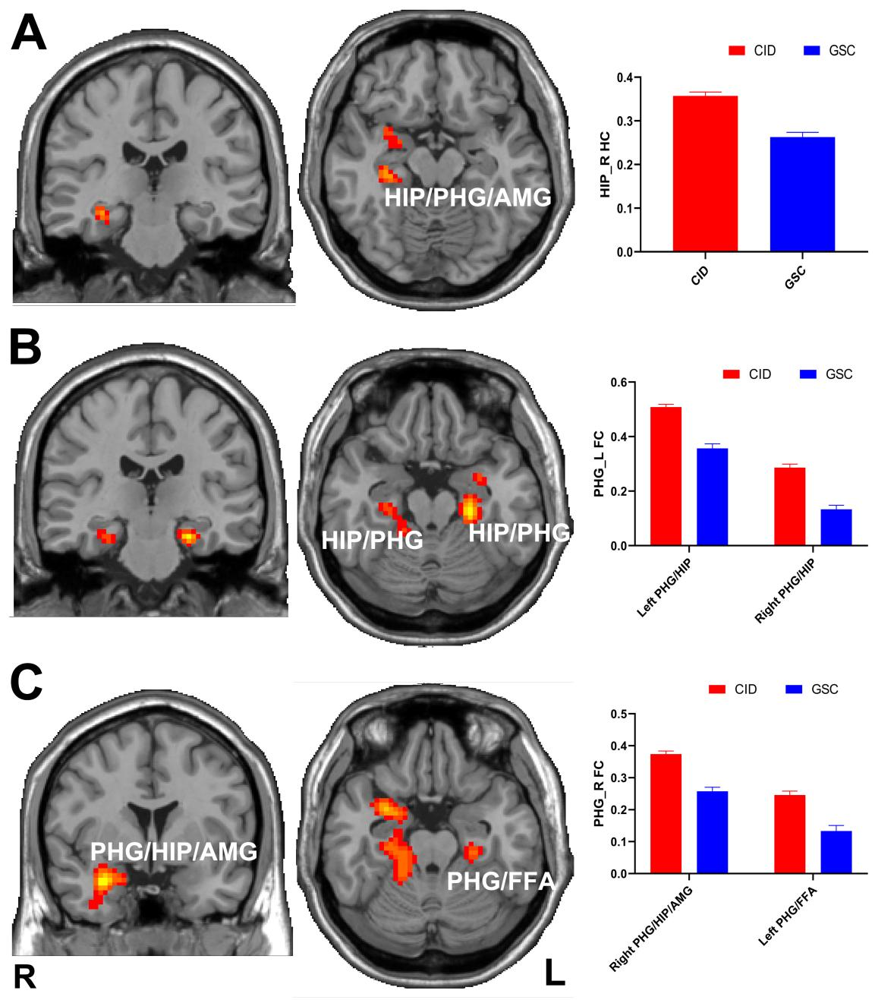 A
HIP/PHG/AMG
CID GSC
HIP_R HC
0.4
0.3
0.2
0.1
0.0
CID
GSC
B
HIP/PHG
HIP/PHG
CID GSC
PHG_L FC
0.6
0.4
0.2
0.0
Left PHG/HIP
Right PHG/HIP
C
PHG/HIP/AMG
PHG/FFA
R
L
CID GSC
PHG_R FC
0.5
0.4
0.3
0.2
0.1
0.0
Right PHG/HIP/AMG
Left PHG/FFA